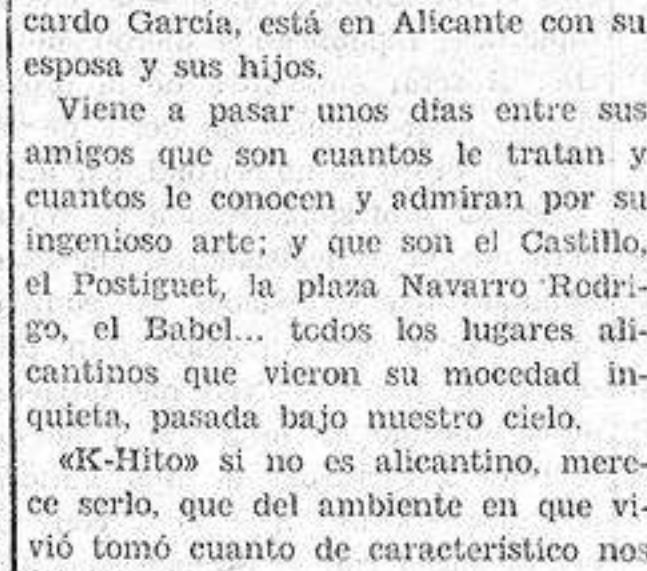 cardo García, está en Alicante con su
esposa y sus hijos.
Viene a pasar unos días entre sus
amigos que son cuantos le tratan y
cuantos le conocen y admiran por su
ingenioso arte; y que son el Castillo,
el Postiguet, la plaza Navarro Rodri-
go, el Babel... todos los lugares ali-
cantinos que vieron su mocedad in-
quieta, pasada bajo nuestro cielo.
«K-Hito» si no es alicantino, mere-
ce serlo, que del ambiente en que vi-
vió tomó cuanto de característico nos